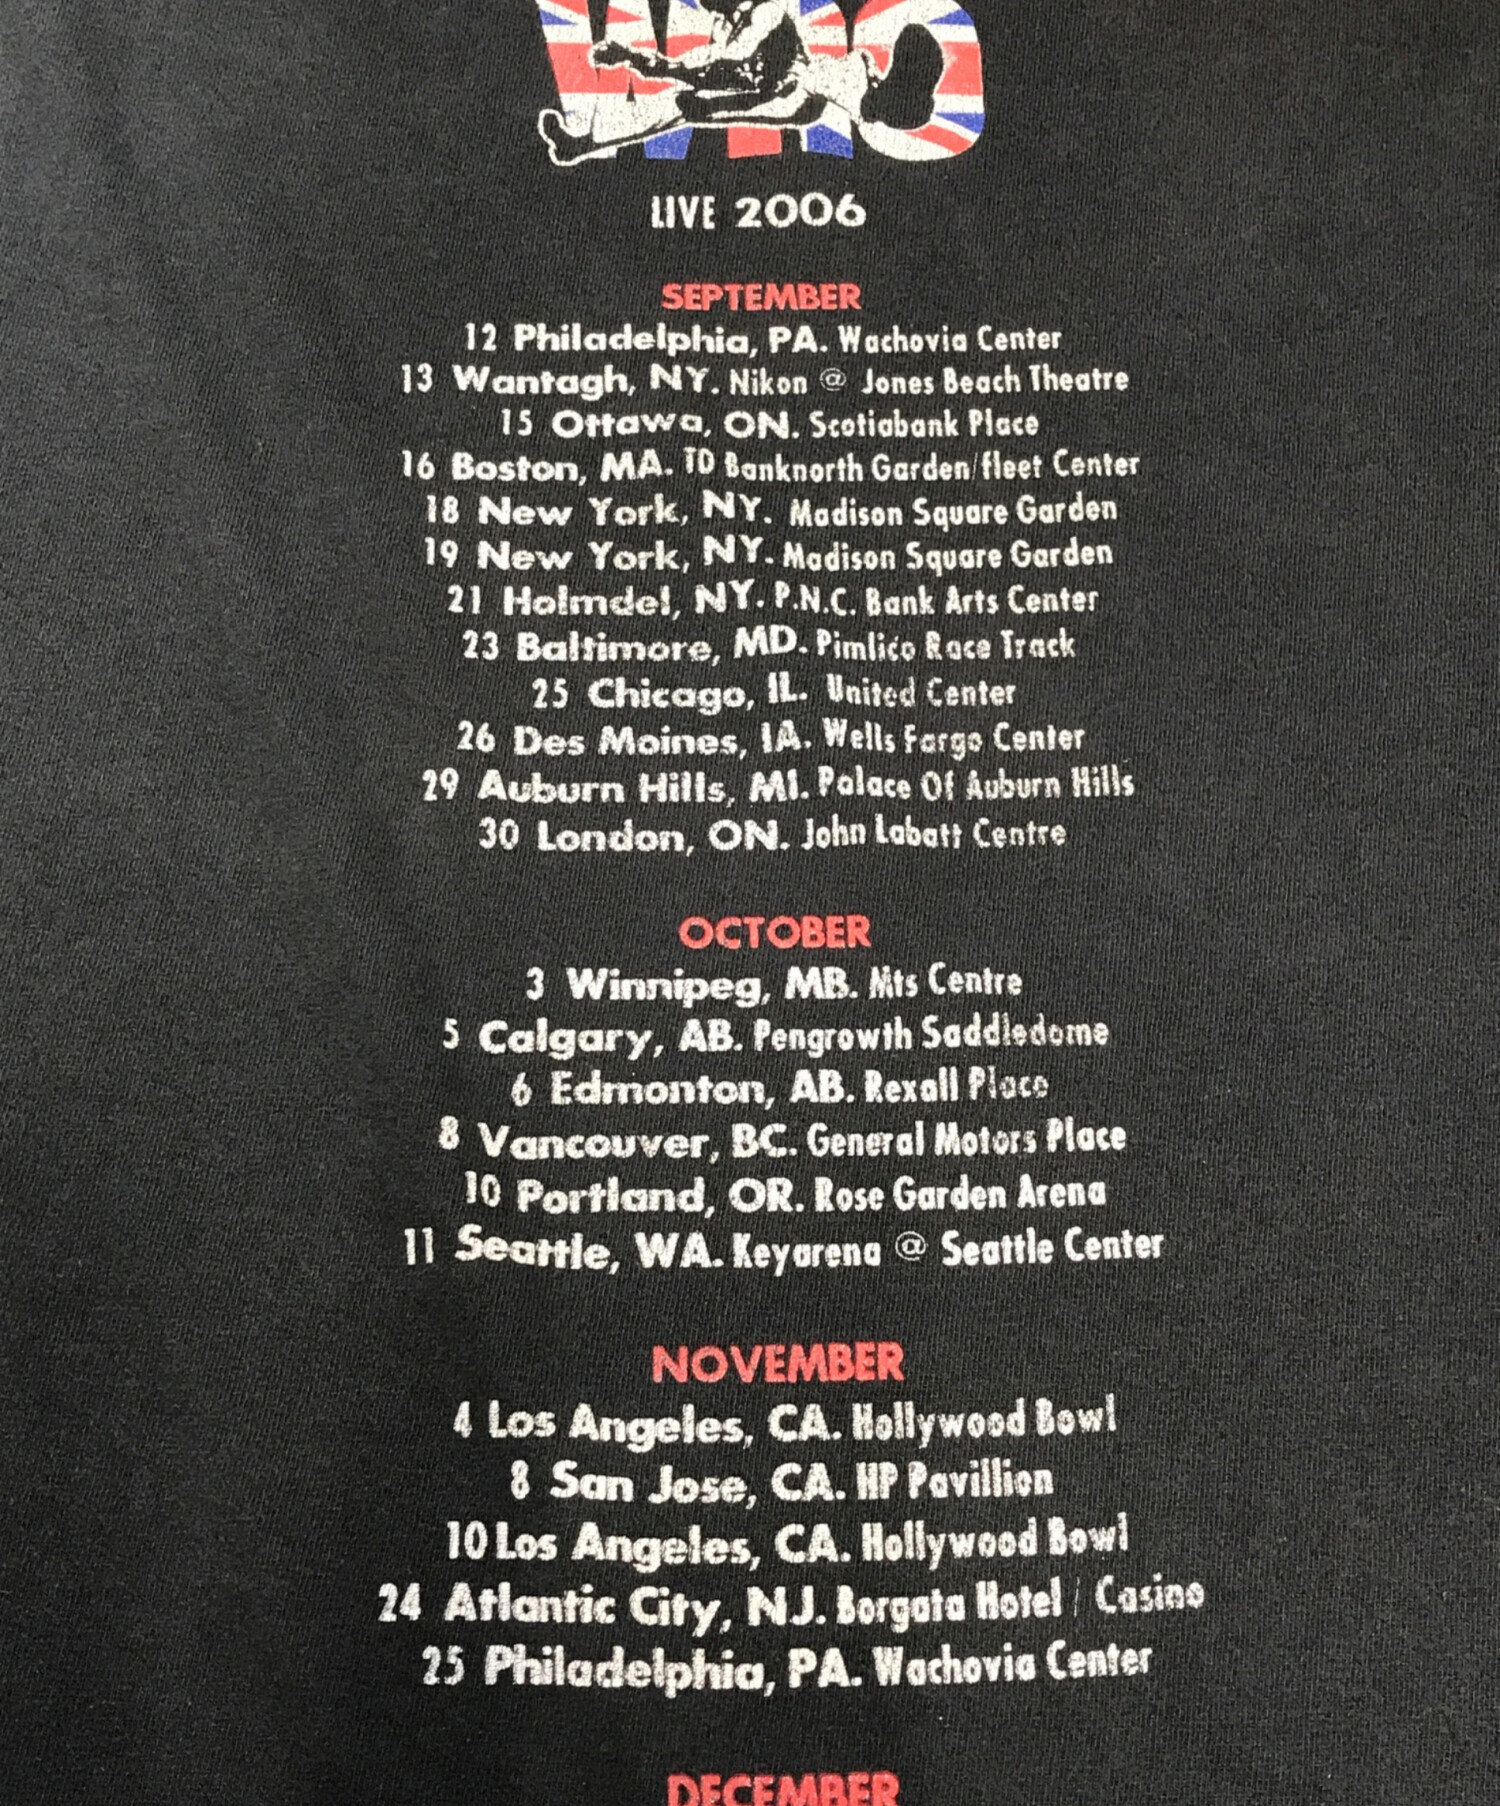 WHO
LIVE 2006
SEPTEMBER
12 Philadelphia, PA. Wachovia Center
13 Wantagh, NY. Nikon @ Jones Beach Theatre
15 Ottawa, ON. Scotiabank Place
16 Boston, MA. TD Banknorth Garden/fleet Center
18 New York, NY. Madison Square Garden
19 New York, NY. Madison Square Garden
21 Holmdel, NY. P.N.C. Bank Arts Center
23 Baltimore, MD. Pimlico Race Track
25 Chicago, IL. United Center
26 Des Moines, IA. Wells Fargo Center
29 Auburn Hills, MI. Palace Of Auburn Hills
30 London, ON. John Labatt Centre
OCTOBER
3 Winnipeg, MB. Mts Centre
5 Calgary, AB. Pengrowth Saddledome
6 Edmonton, AB. Rexall Place
8 Vancouver, BC. General Motors Place
10 Portland, OR. Rose Garden Arena
11 Seattle, WA. Keyarena @ Seattle Center
NOVEMBER
4 Los Angeles, CA. Hollywood Bowl
8 San Jose, CA. HP Pavillion
10 Los Angeles, CA. Hollywood Bowl
24 Atlantic City, NJ. Borgata Hotel / Casino
25 Philadelphia, PA. Wachovia Center
DECEMBER